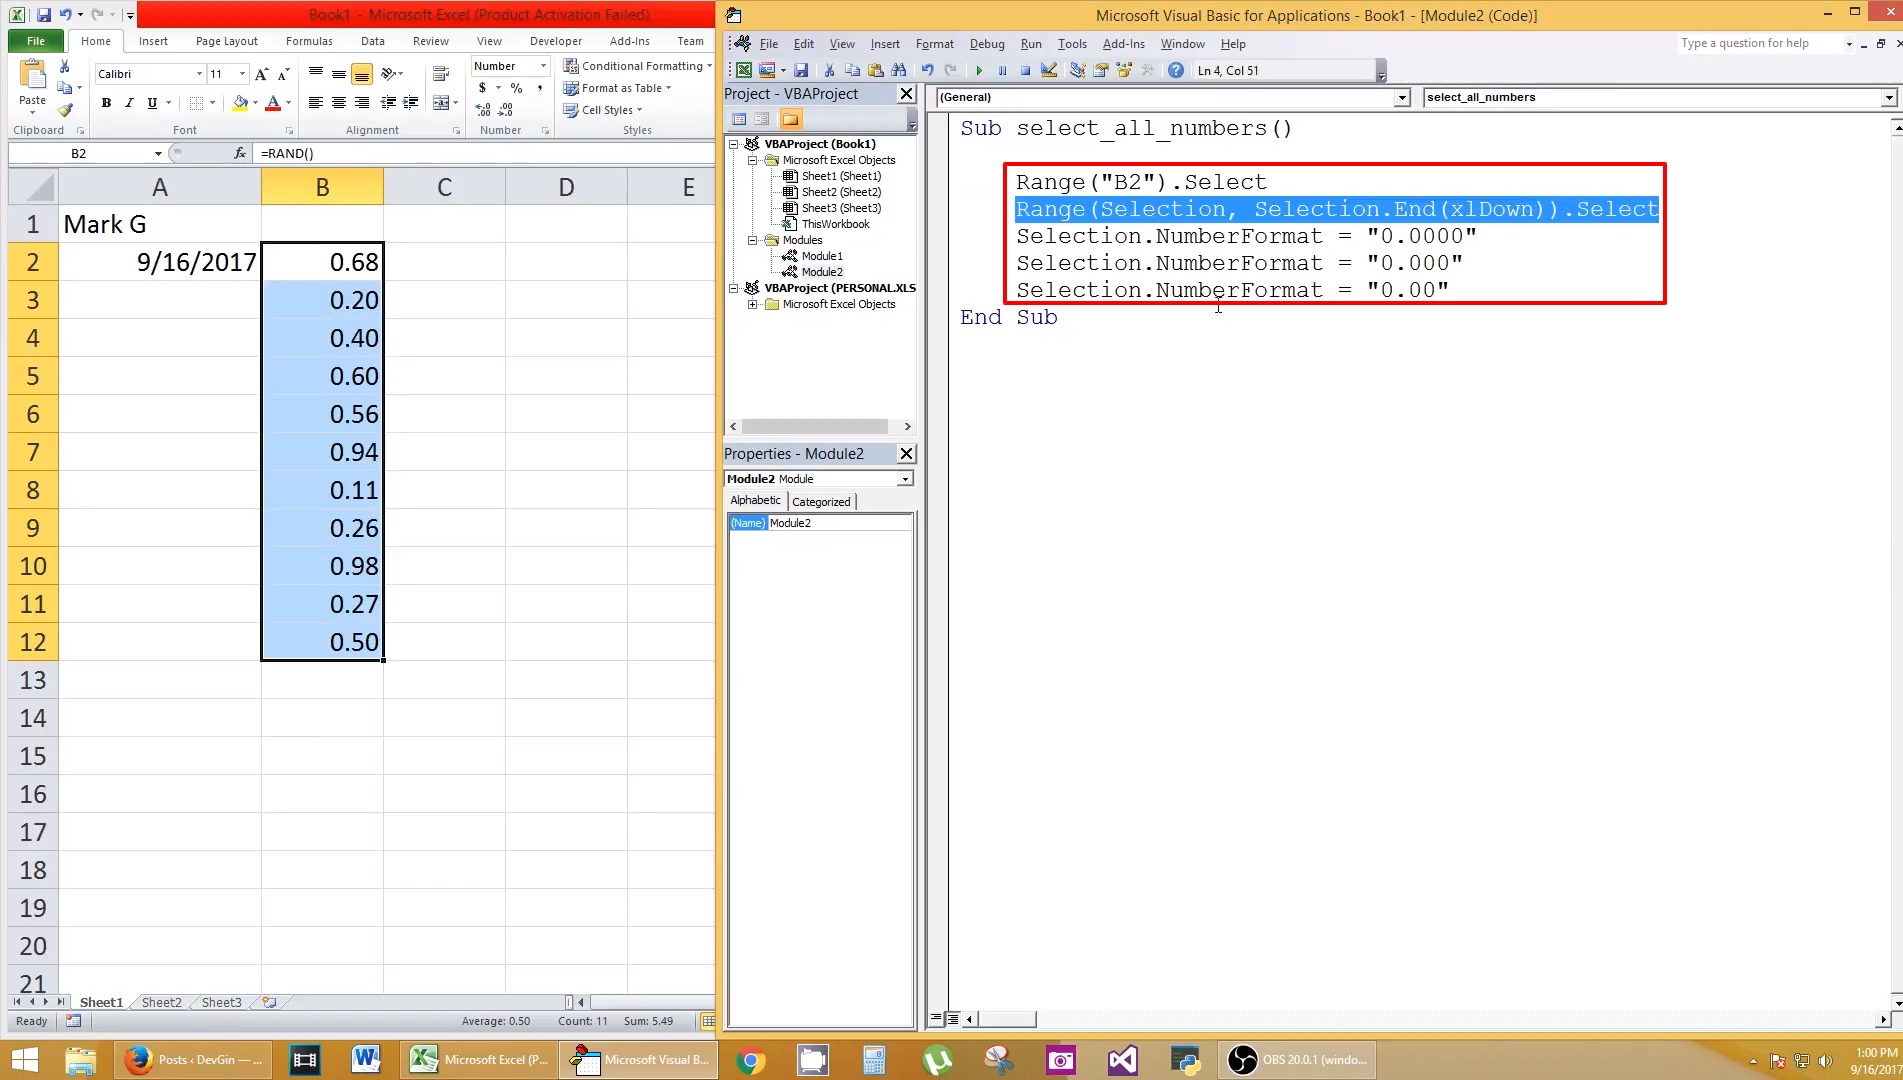 Book1 - Microsoft Excel (Product Activation Failed)
File Home Insert Page Layout Formulas Data Review View Developer Add-Ins Team
Paste
Calibri 11
B I U
Number
$ % ,
Conditional Formatting
Format as Table
Cell Styles
Clipboard Font Alignment Number Styles
B2 fx =RAND()
A B C D E
1 Mark G
2 9/16/2017 0.68
3 0.20
4 0.40
5 0.60
6 0.56
7 0.94
8 0.11
9 0.26
10 0.98
11 0.27
12 0.50
13
14
15
16
17
18
19
20
21
Sheet1 Sheet2 Sheet3
Ready Average: 0.50 Count: 11 Sum: 5.49
Microsoft Visual Basic for Applications - Book1 - [Module2 (Code)]
File Edit View Insert Format Debug Run Tools Add-Ins Window Help
Type a question for help
Ln 4, Col 51
Project - VBAProject
VBAProject (Book1)
Microsoft Excel Objects
Sheet1 (Sheet1)
Sheet2 (Sheet2)
Sheet3 (Sheet3)
ThisWorkbook
Modules
Module1
Module2
VBAProject (PERSONAL.XLS
Microsoft Excel Objects
Properties - Module2
Module2 Module
Alphabetic Categorized
(Name) Module2
(General) select_all_numbers
Sub select_all_numbers()
Range("B2").Select
Range(Selection, Selection.End(xlDown)).Select
Selection.NumberFormat = "0.0000"
Selection.NumberFormat = "0.000"
Selection.NumberFormat = "0.00"
End Sub
Posts ‹ DevGin — ...
Microsoft Excel (P...
Microsoft Visual B...
OBS 20.0.1 (windo...
1:00 PM
9/16/2017